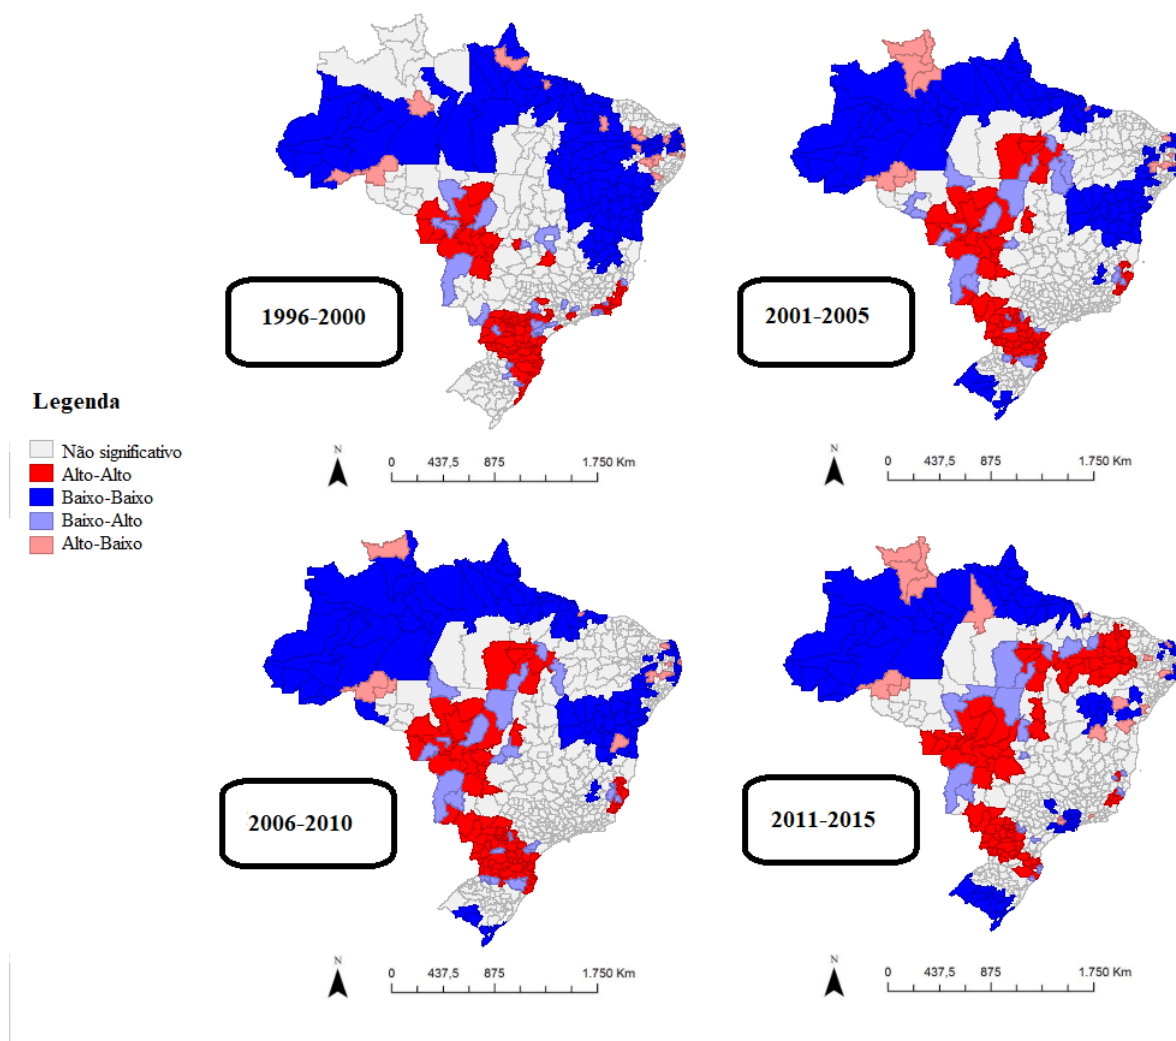 1996-2000
2001-2005
Legenda
Não significativo
Alto-Alto
Baixo-Baixo
Baixo-Alto
Alto-Baixo
N
0 437,5 875 1.750 Km
N
0 437,5 875 1.750 Km
2006-2010
2011-2015
N
0 437,5 875 1.750 Km
N
0 437,5 875 1.750 Km